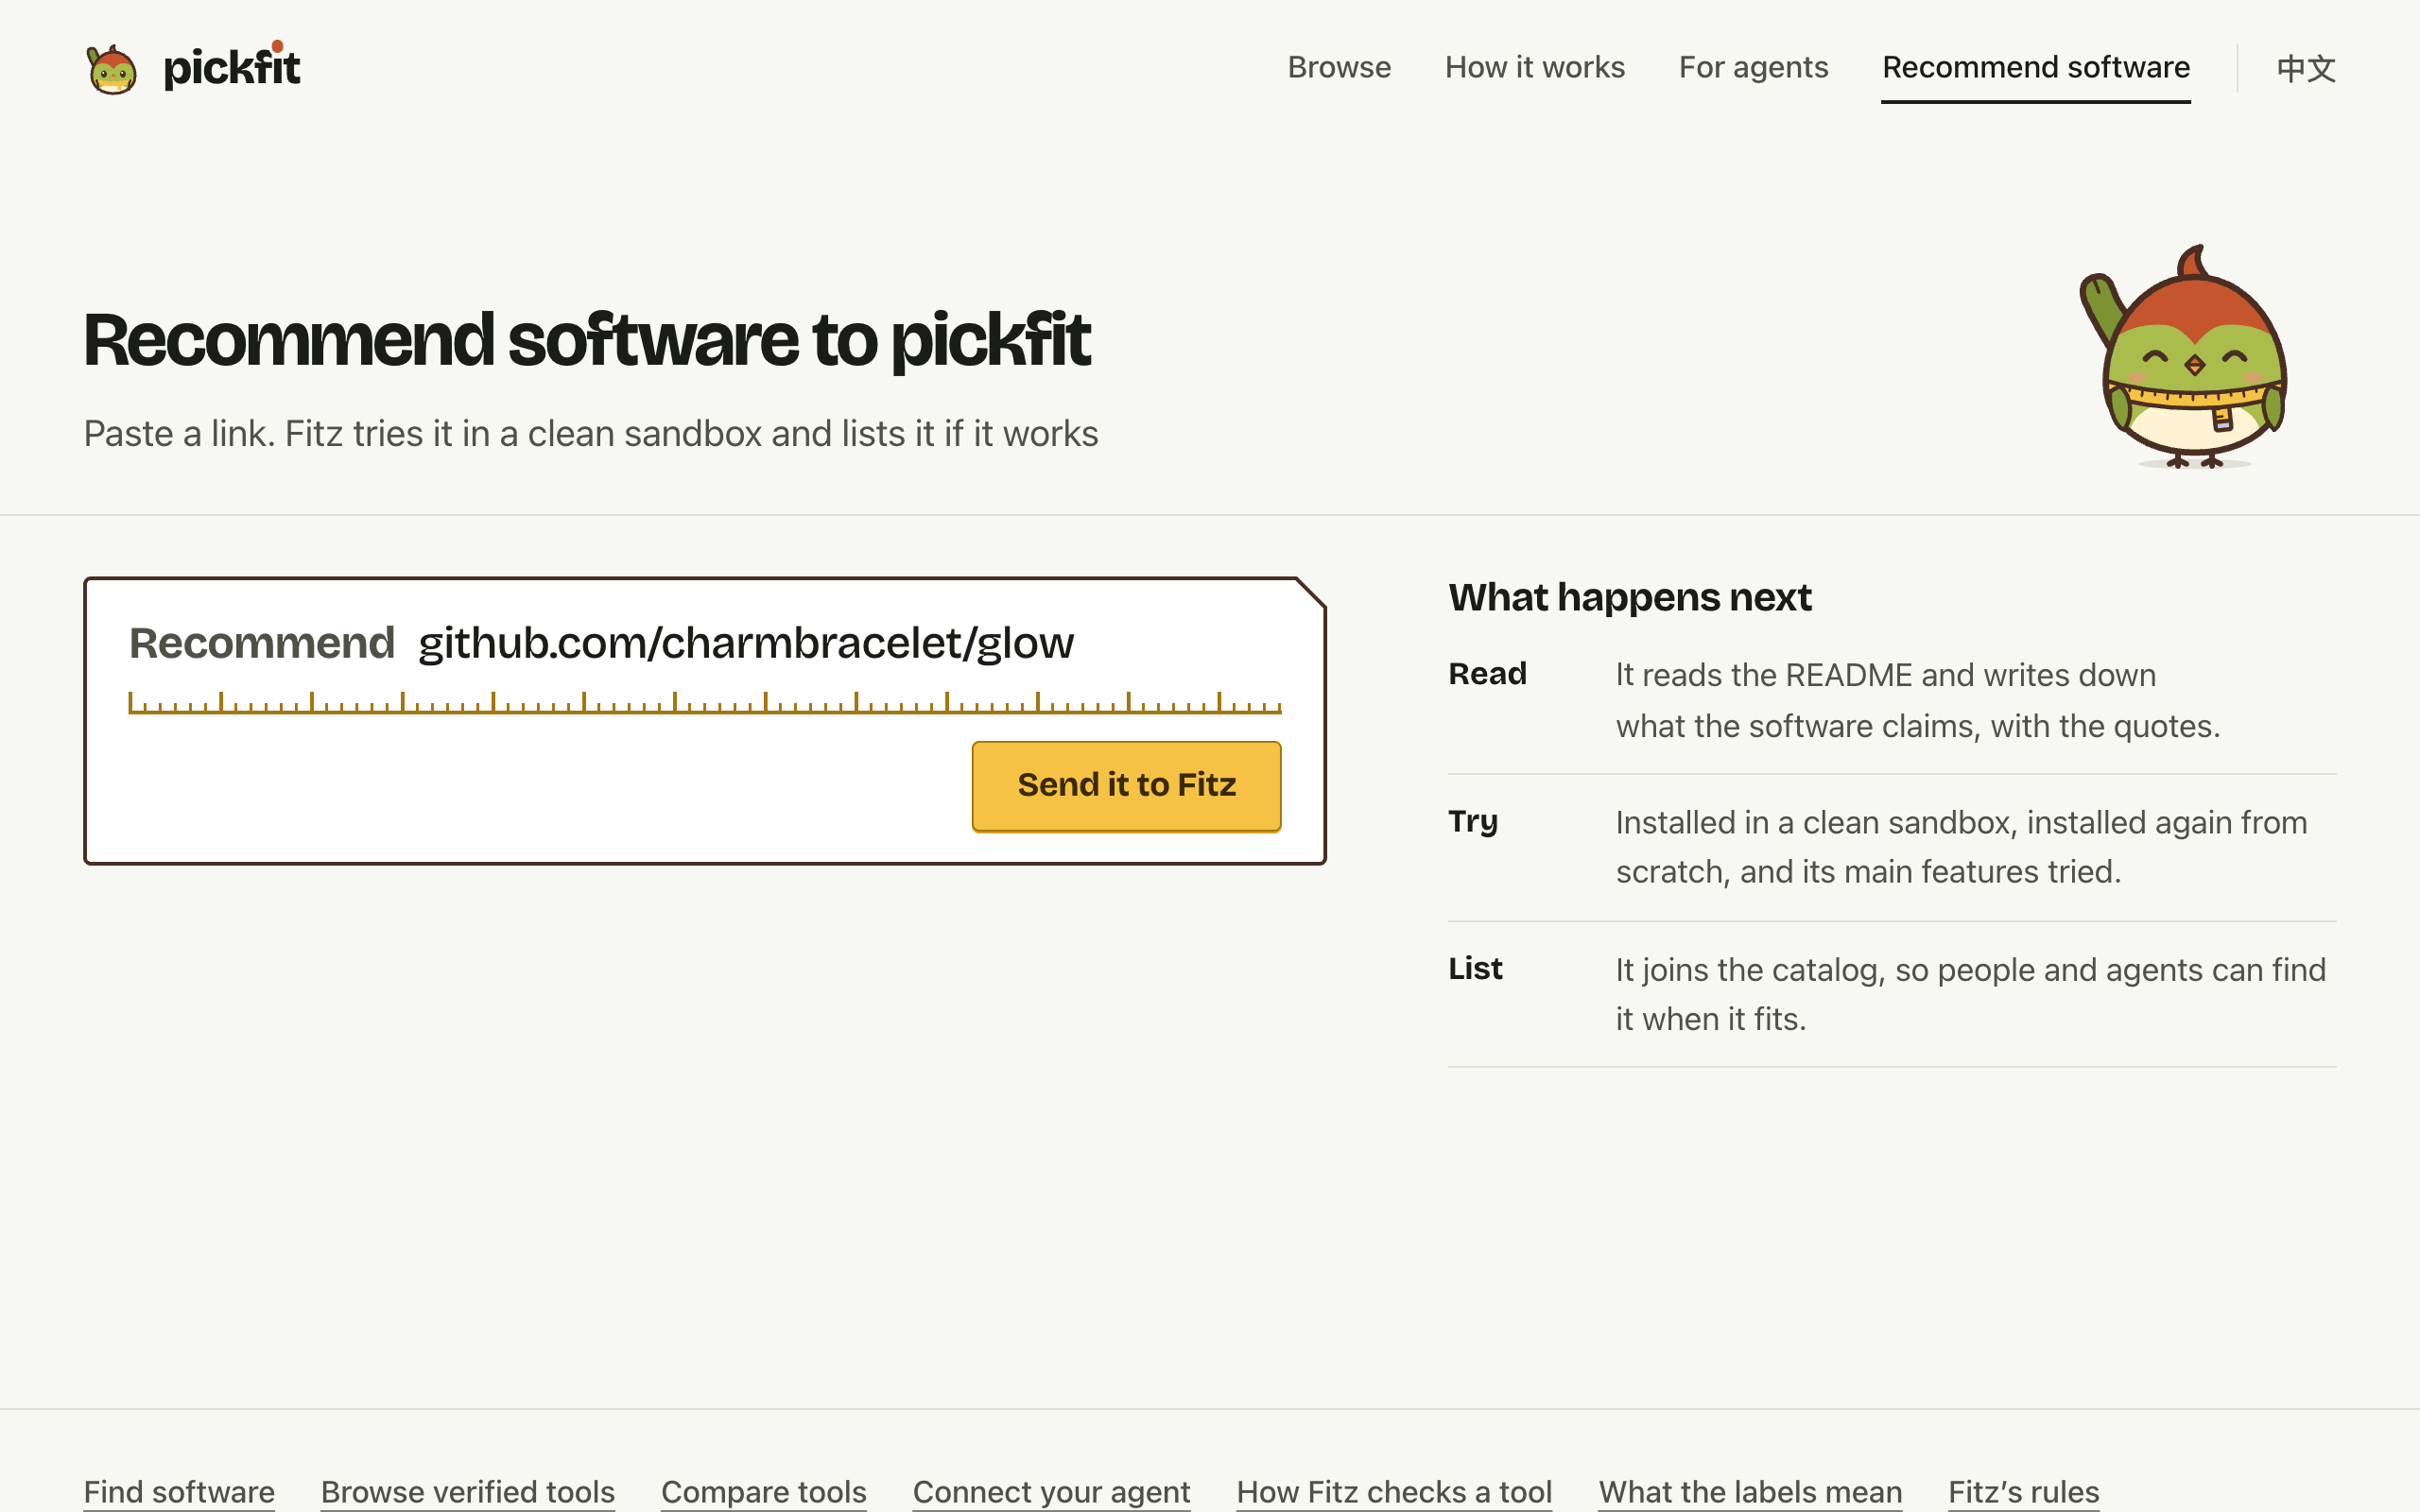 pickfit
Browse
How it works
For agents
Recommend software
中文
Recommend software to pickfit
Paste a link. Fitz tries it in a clean sandbox and lists it if it works
Recommend github.com/charmbracelet/glow
Send it to Fitz
What happens next
Read
It reads the README and writes down
what the software claims, with the quotes.
Try
Installed in a clean sandbox, installed again from
scratch, and its main features tried.
List
It joins the catalog, so people and agents can find
it when it fits.
Find software
Browse verified tools
Compare tools
Connect your agent
How Fitz checks a tool
What the labels mean
Fitz’s rules